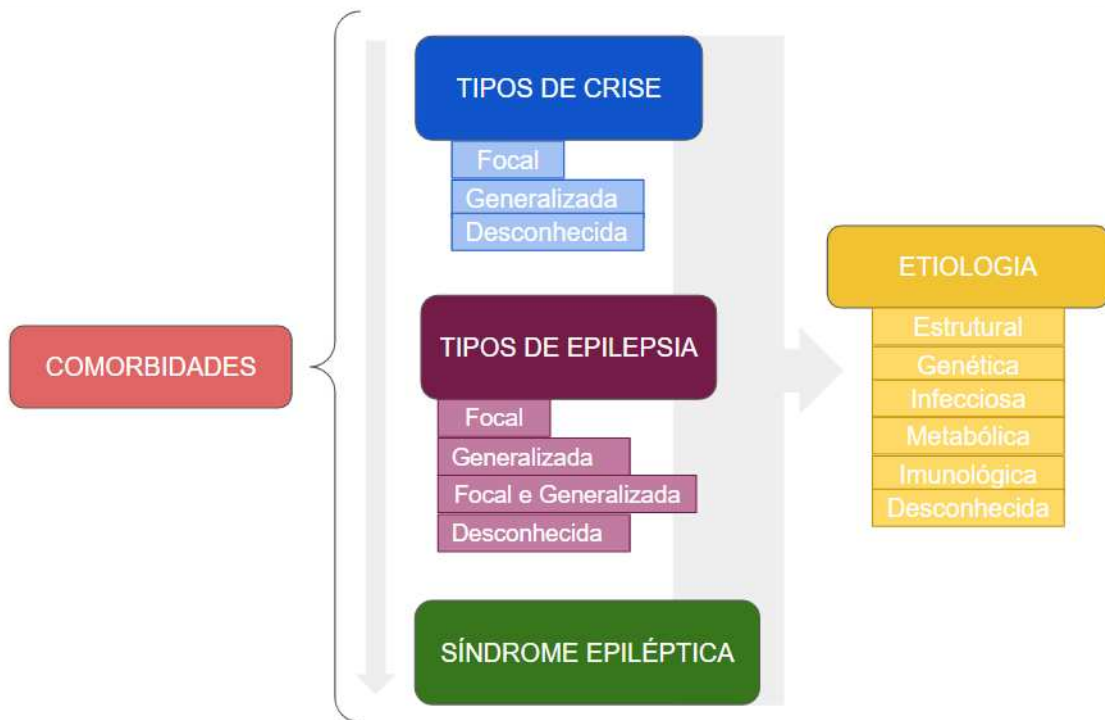 COMORBIDADES
TIPOS DE CRISE
Focal
Generalizada
Desconhecida
TIPOS DE EPILEPSIA
Focal
Generalizada
Focal e Generalizada
Desconhecida
SÍNDROME EPILÉPTICA
ETIOLOGIA
Estrutural
Genética
Infecciosa
Metabólica
Imunológica
Desconhecida